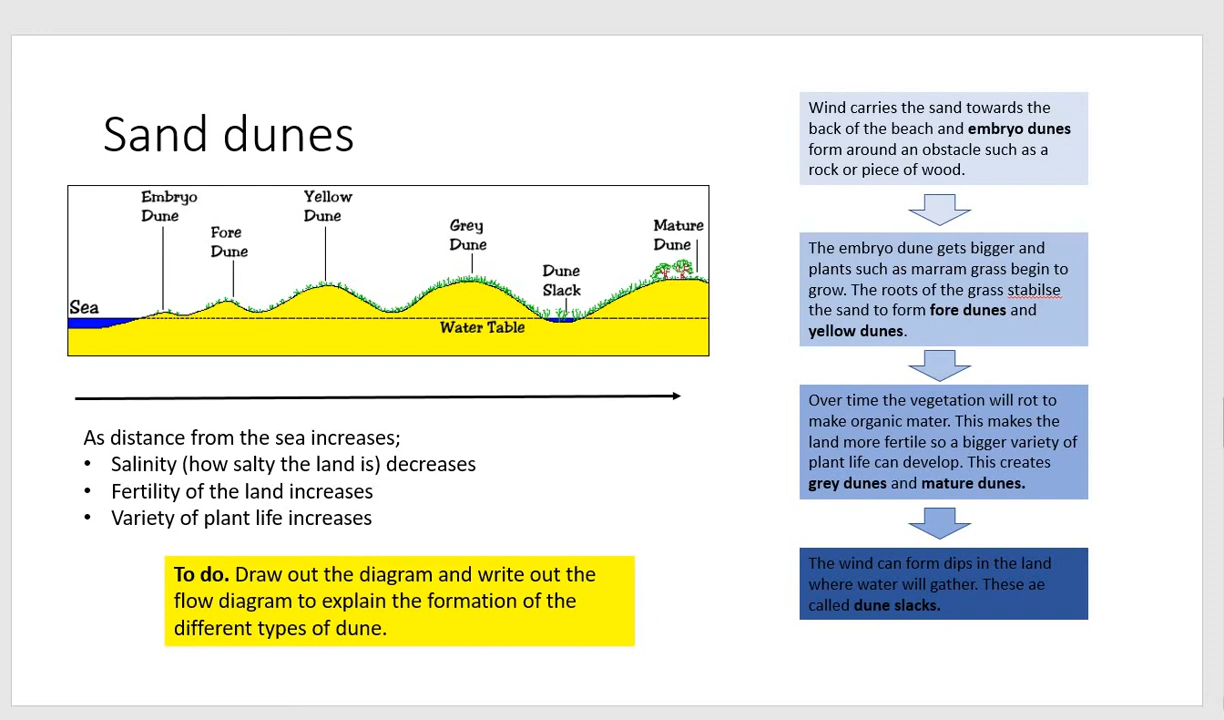 Sand dunes
Embryo
Dune
Fore
Dune
Yellow
Dune
Grey
Dune
Dune
Slack
Mature
Dune
Sea
Water Table
As distance from the sea increases;
• Salinity (how salty the land is) decreases
• Fertility of the land increases
• Variety of plant life increases
To do. Draw out the diagram and write out the
flow diagram to explain the formation of the
different types of dune.
Wind carries the sand towards the
back of the beach and embryo dunes
form around an obstacle such as a
rock or piece of wood.
The embryo dune gets bigger and
plants such as marram grass begin to
grow. The roots of the grass stabilse
the sand to form fore dunes and
yellow dunes.
Over time the vegetation will rot to
make organic mater. This makes the
land more fertile so a bigger variety of
plant life can develop. This creates
grey dunes and mature dunes.
The wind can form dips in the land
where water will gather. These ae
called dune slacks.